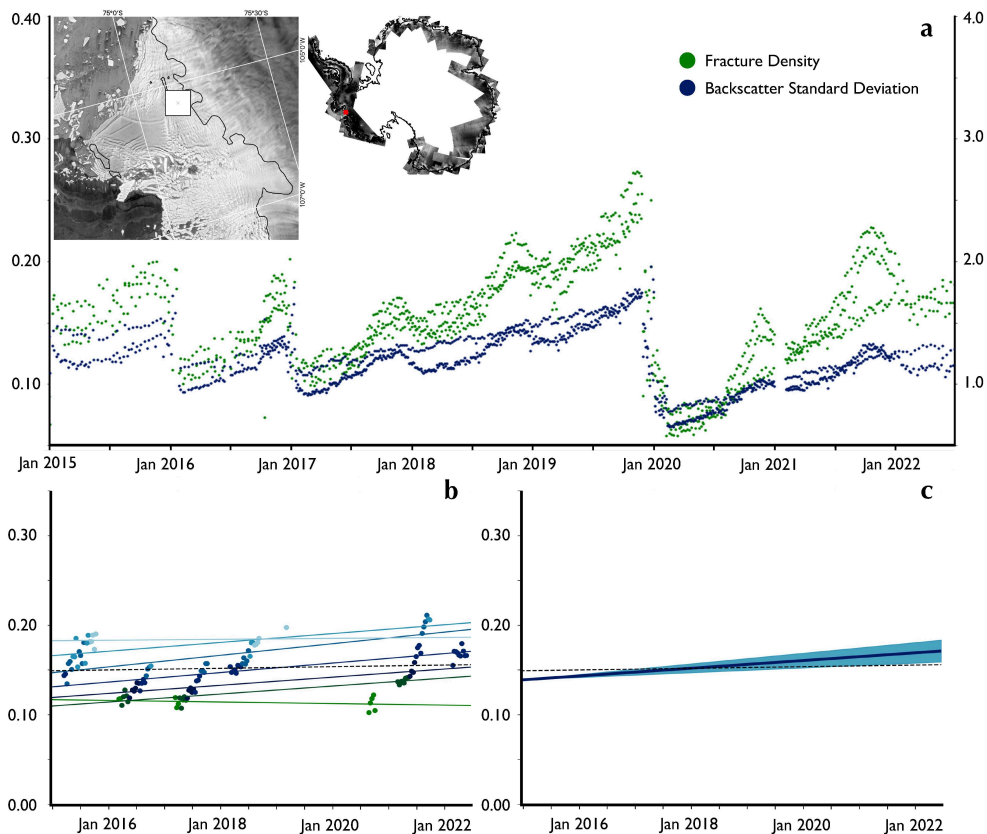 0.40
4.0
a
75°0'S
75°30'S
105°0'W
107°0'W
Fracture Density
Backscatter Standard Deviation
0.30
3.0
0.20
2.0
0.10
1.0
Jan 2015 Jan 2016 Jan 2017 Jan 2018 Jan 2019 Jan 2020 Jan 2021 Jan 2022
b
0.30
0.20
0.10
0.00
Jan 2016 Jan 2018 Jan 2020 Jan 2022
c
0.30
0.20
0.10
0.00
Jan 2016 Jan 2018 Jan 2020 Jan 2022